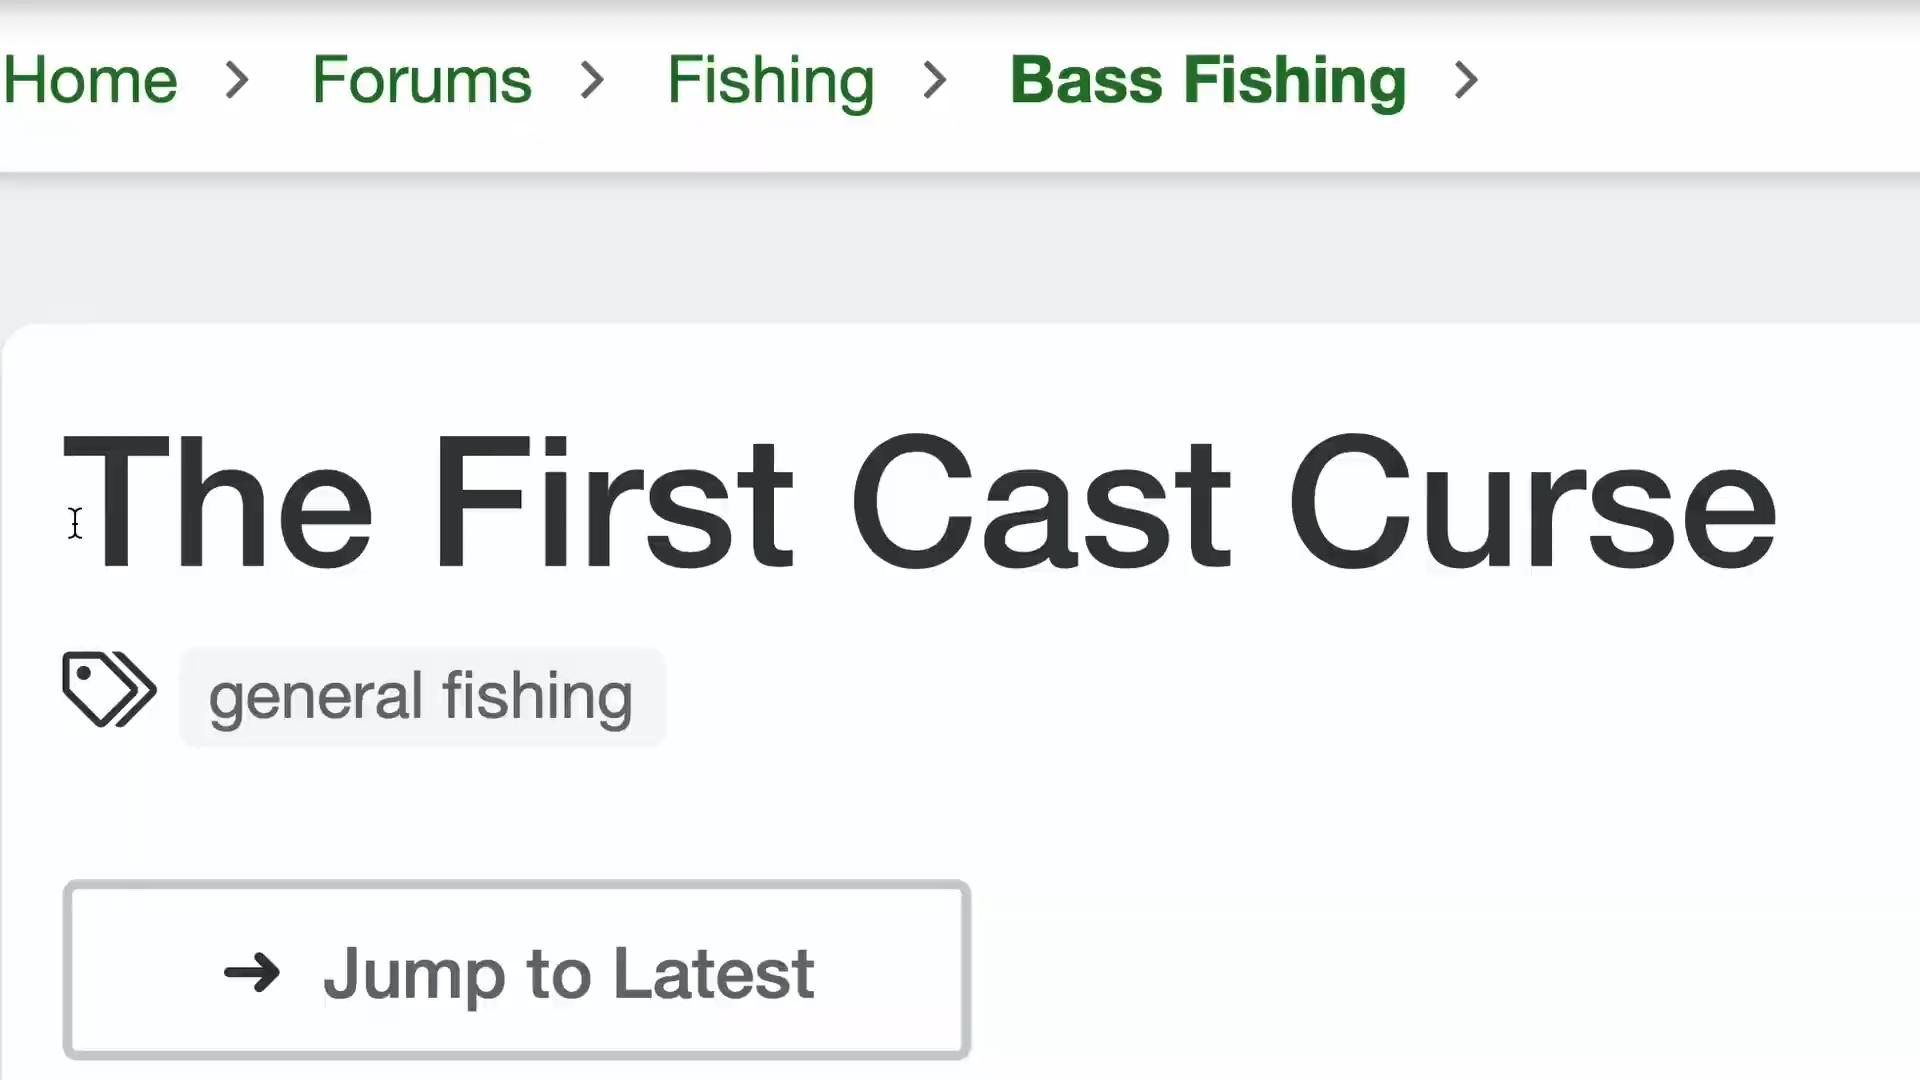 Home > Forums > Fishing > Bass Fishing >
The First Cast Curse
general fishing
→ Jump to Latest